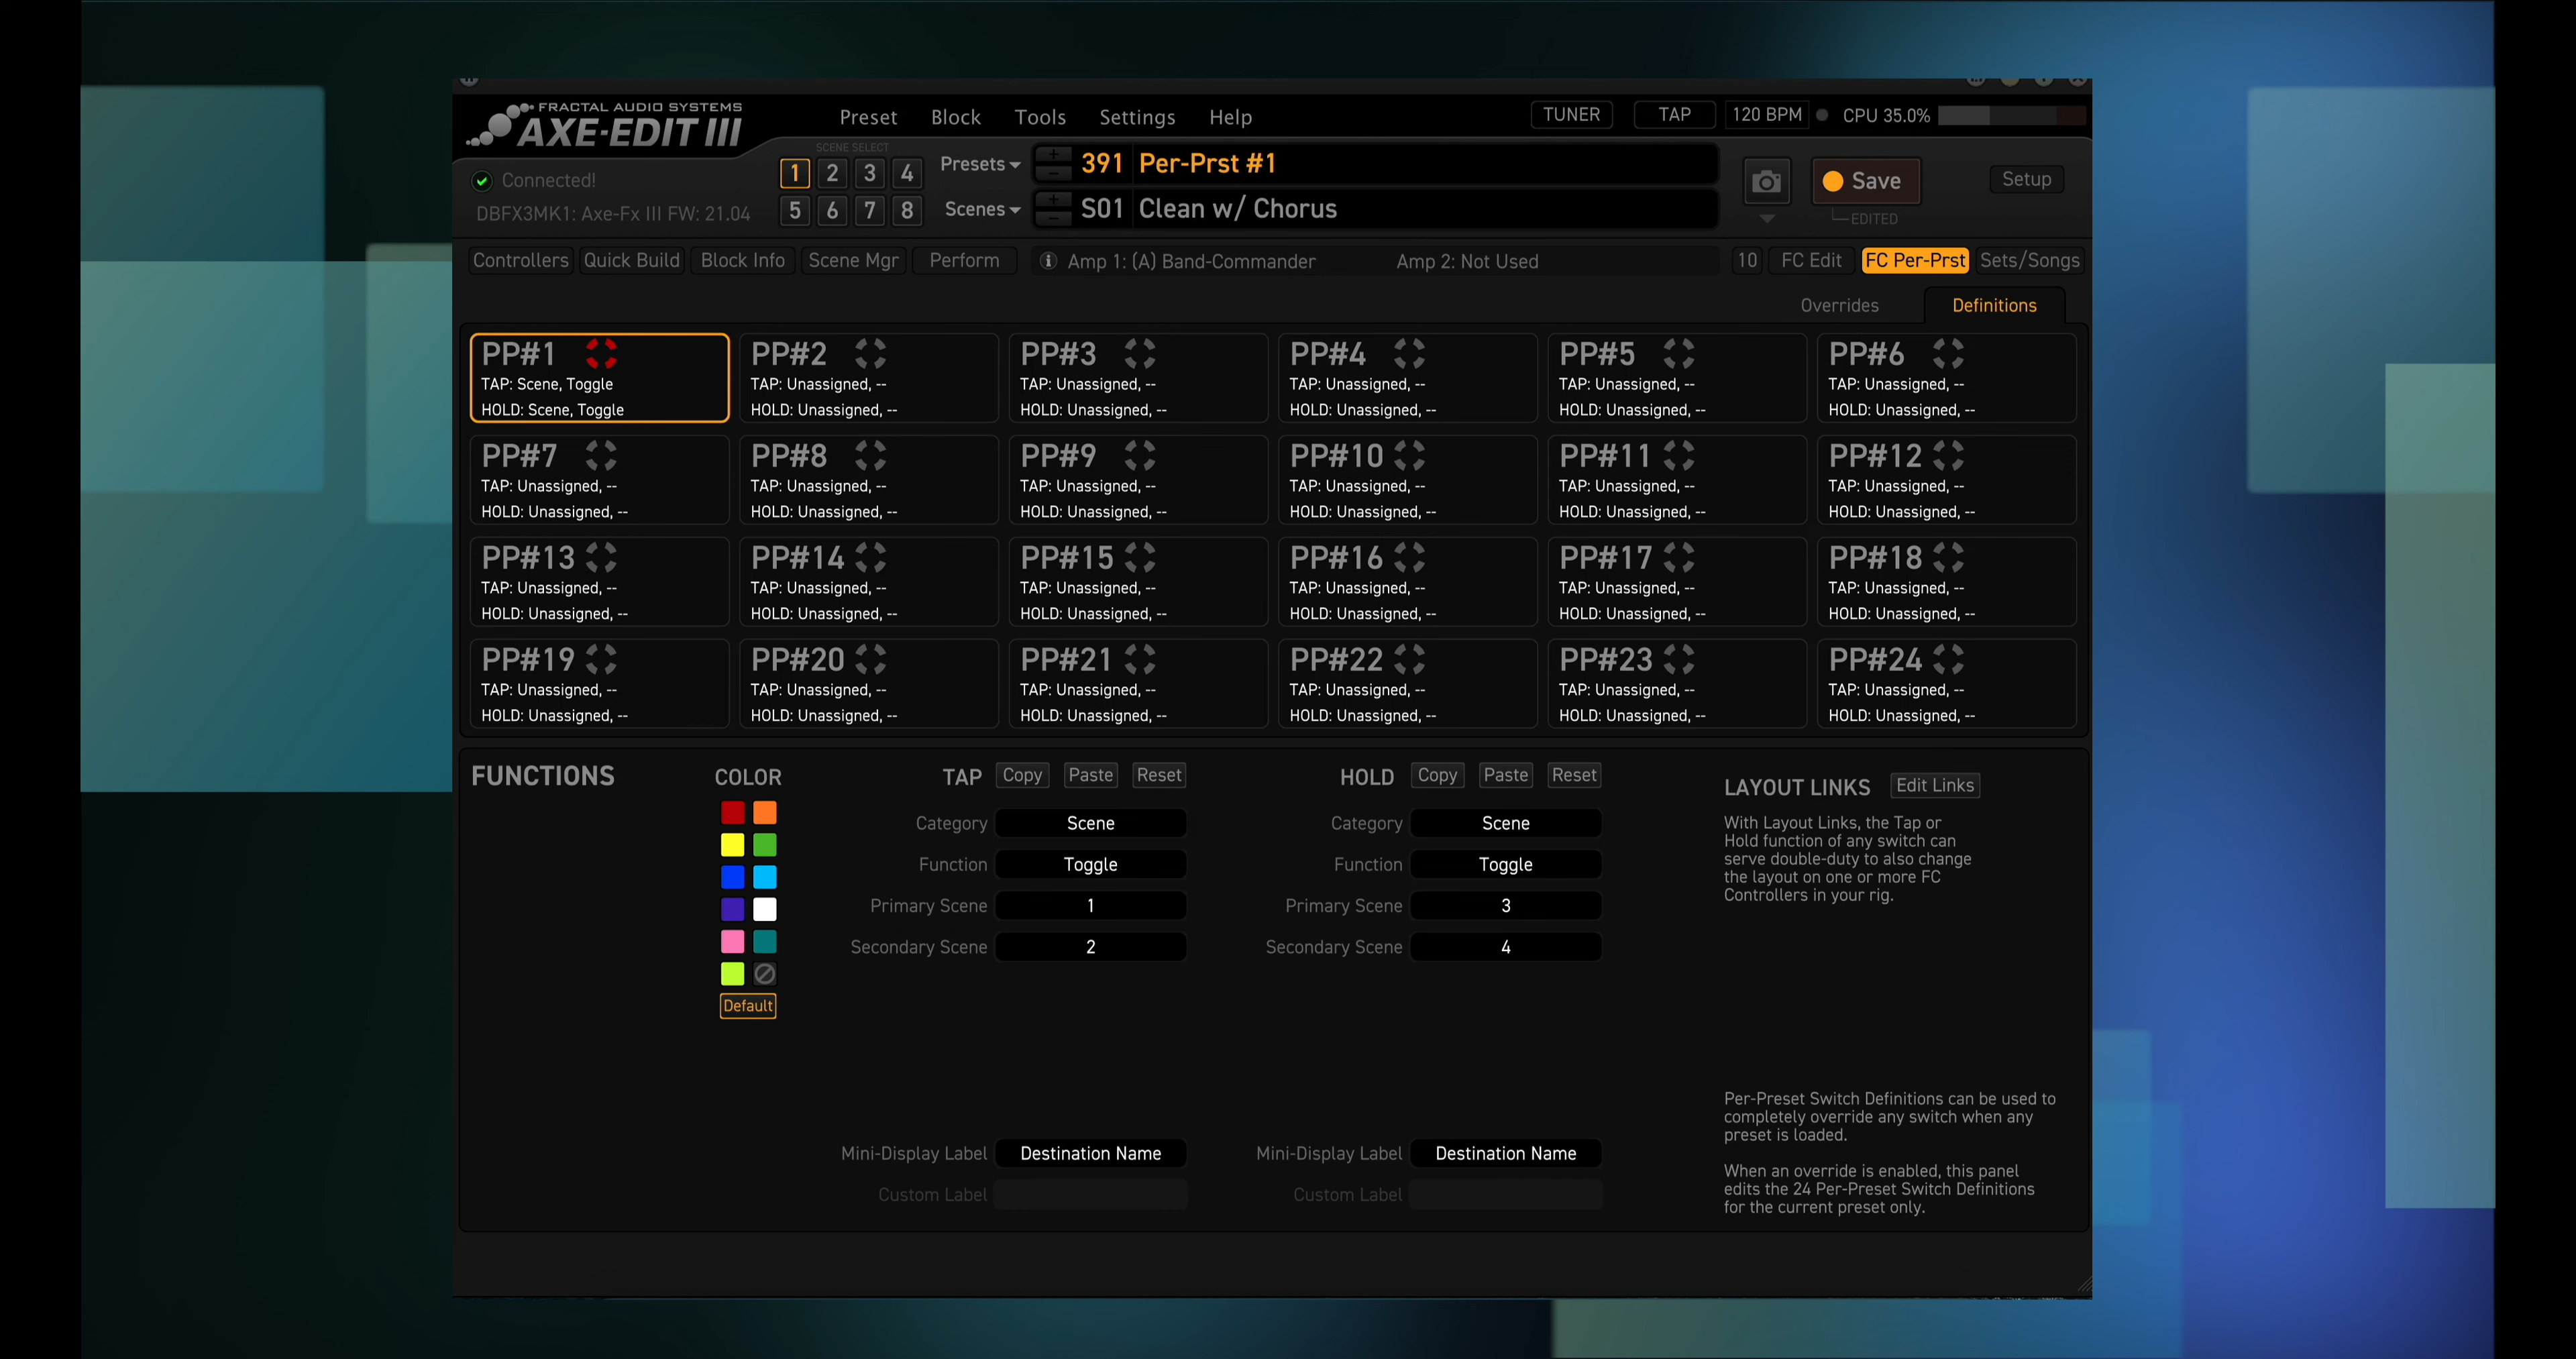 FRACTAL AUDIO SYSTEMS
AXE-EDIT III
Preset Block Tools Settings Help
TUNER TAP 120 BPM CPU 35.0%
SCENE SELECT
1 2 3 4
Presets
+ − 391 Per-Prst #1
Connected!
Save
Setup
DBFX3MK1: Axe-Fx III FW: 21.04
5 6 7 8
Scenes
+ − S01 Clean w/ Chorus
EDITED
Controllers Quick Build Block Info Scene Mgr Perform
Amp 1: (A) Band-Commander Amp 2: Not Used
10 FC Edit FC Per-Prst Sets/Songs
Overrides Definitions
PP#1 PP#2 PP#3 PP#4 PP#5 PP#6
TAP: Scene, Toggle TAP: Unassigned, -- TAP: Unassigned, -- TAP: Unassigned, -- TAP: Unassigned, -- TAP: Unassigned, --
HOLD: Scene, Toggle HOLD: Unassigned, -- HOLD: Unassigned, -- HOLD: Unassigned, -- HOLD: Unassigned, -- HOLD: Unassigned, --
PP#7 PP#8 PP#9 PP#10 PP#11 PP#12
TAP: Unassigned, -- TAP: Unassigned, -- TAP: Unassigned, -- TAP: Unassigned, -- TAP: Unassigned, -- TAP: Unassigned, --
HOLD: Unassigned, -- HOLD: Unassigned, -- HOLD: Unassigned, -- HOLD: Unassigned, -- HOLD: Unassigned, -- HOLD: Unassigned, --
PP#13 PP#14 PP#15 PP#16 PP#17 PP#18
TAP: Unassigned, -- TAP: Unassigned, -- TAP: Unassigned, -- TAP: Unassigned, -- TAP: Unassigned, -- TAP: Unassigned, --
HOLD: Unassigned, -- HOLD: Unassigned, -- HOLD: Unassigned, -- HOLD: Unassigned, -- HOLD: Unassigned, -- HOLD: Unassigned, --
PP#19 PP#20 PP#21 PP#22 PP#23 PP#24
TAP: Unassigned, -- TAP: Unassigned, -- TAP: Unassigned, -- TAP: Unassigned, -- TAP: Unassigned, -- TAP: Unassigned, --
HOLD: Unassigned, -- HOLD: Unassigned, -- HOLD: Unassigned, -- HOLD: Unassigned, -- HOLD: Unassigned, -- HOLD: Unassigned, --
FUNCTIONS
COLOR
Default
TAP Copy Paste Reset
Category Scene
Function Toggle
Primary Scene 1
Secondary Scene 2
Mini-Display Label Destination Name
Custom Label
HOLD Copy Paste Reset
Category Scene
Function Toggle
Primary Scene 3
Secondary Scene 4
Mini-Display Label Destination Name
Custom Label
LAYOUT LINKS Edit Links
With Layout Links, the Tap or
Hold function of any switch can
serve double-duty to also change
the layout on one or more FC
Controllers in your rig.
Per-Preset Switch Definitions can be used to
completely override any switch when any
preset is loaded.
When an override is enabled, this panel
edits the 24 Per-Preset Switch Definitions
for the current preset only.